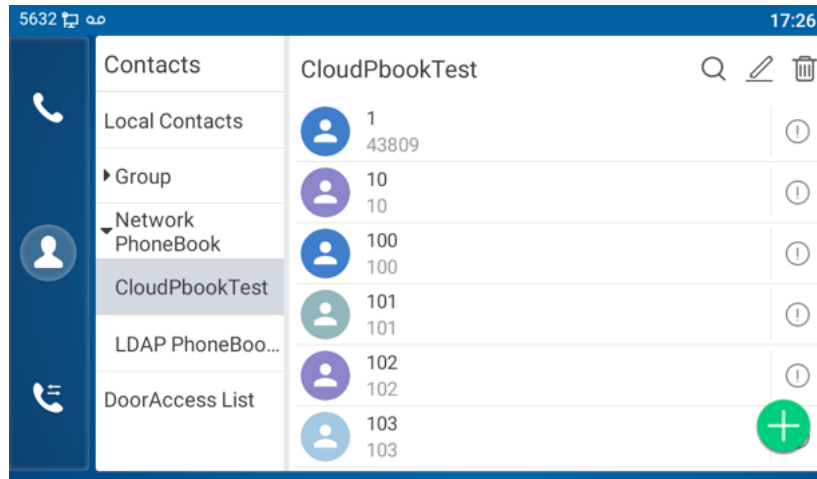 5632
17:26
Contacts
Local Contacts
Group
Network
PhoneBook
CloudPbookTest
LDAP PhoneBoo...
DoorAccess List
CloudPbookTest
1
43809
10
10
100
100
101
101
102
102
103
103